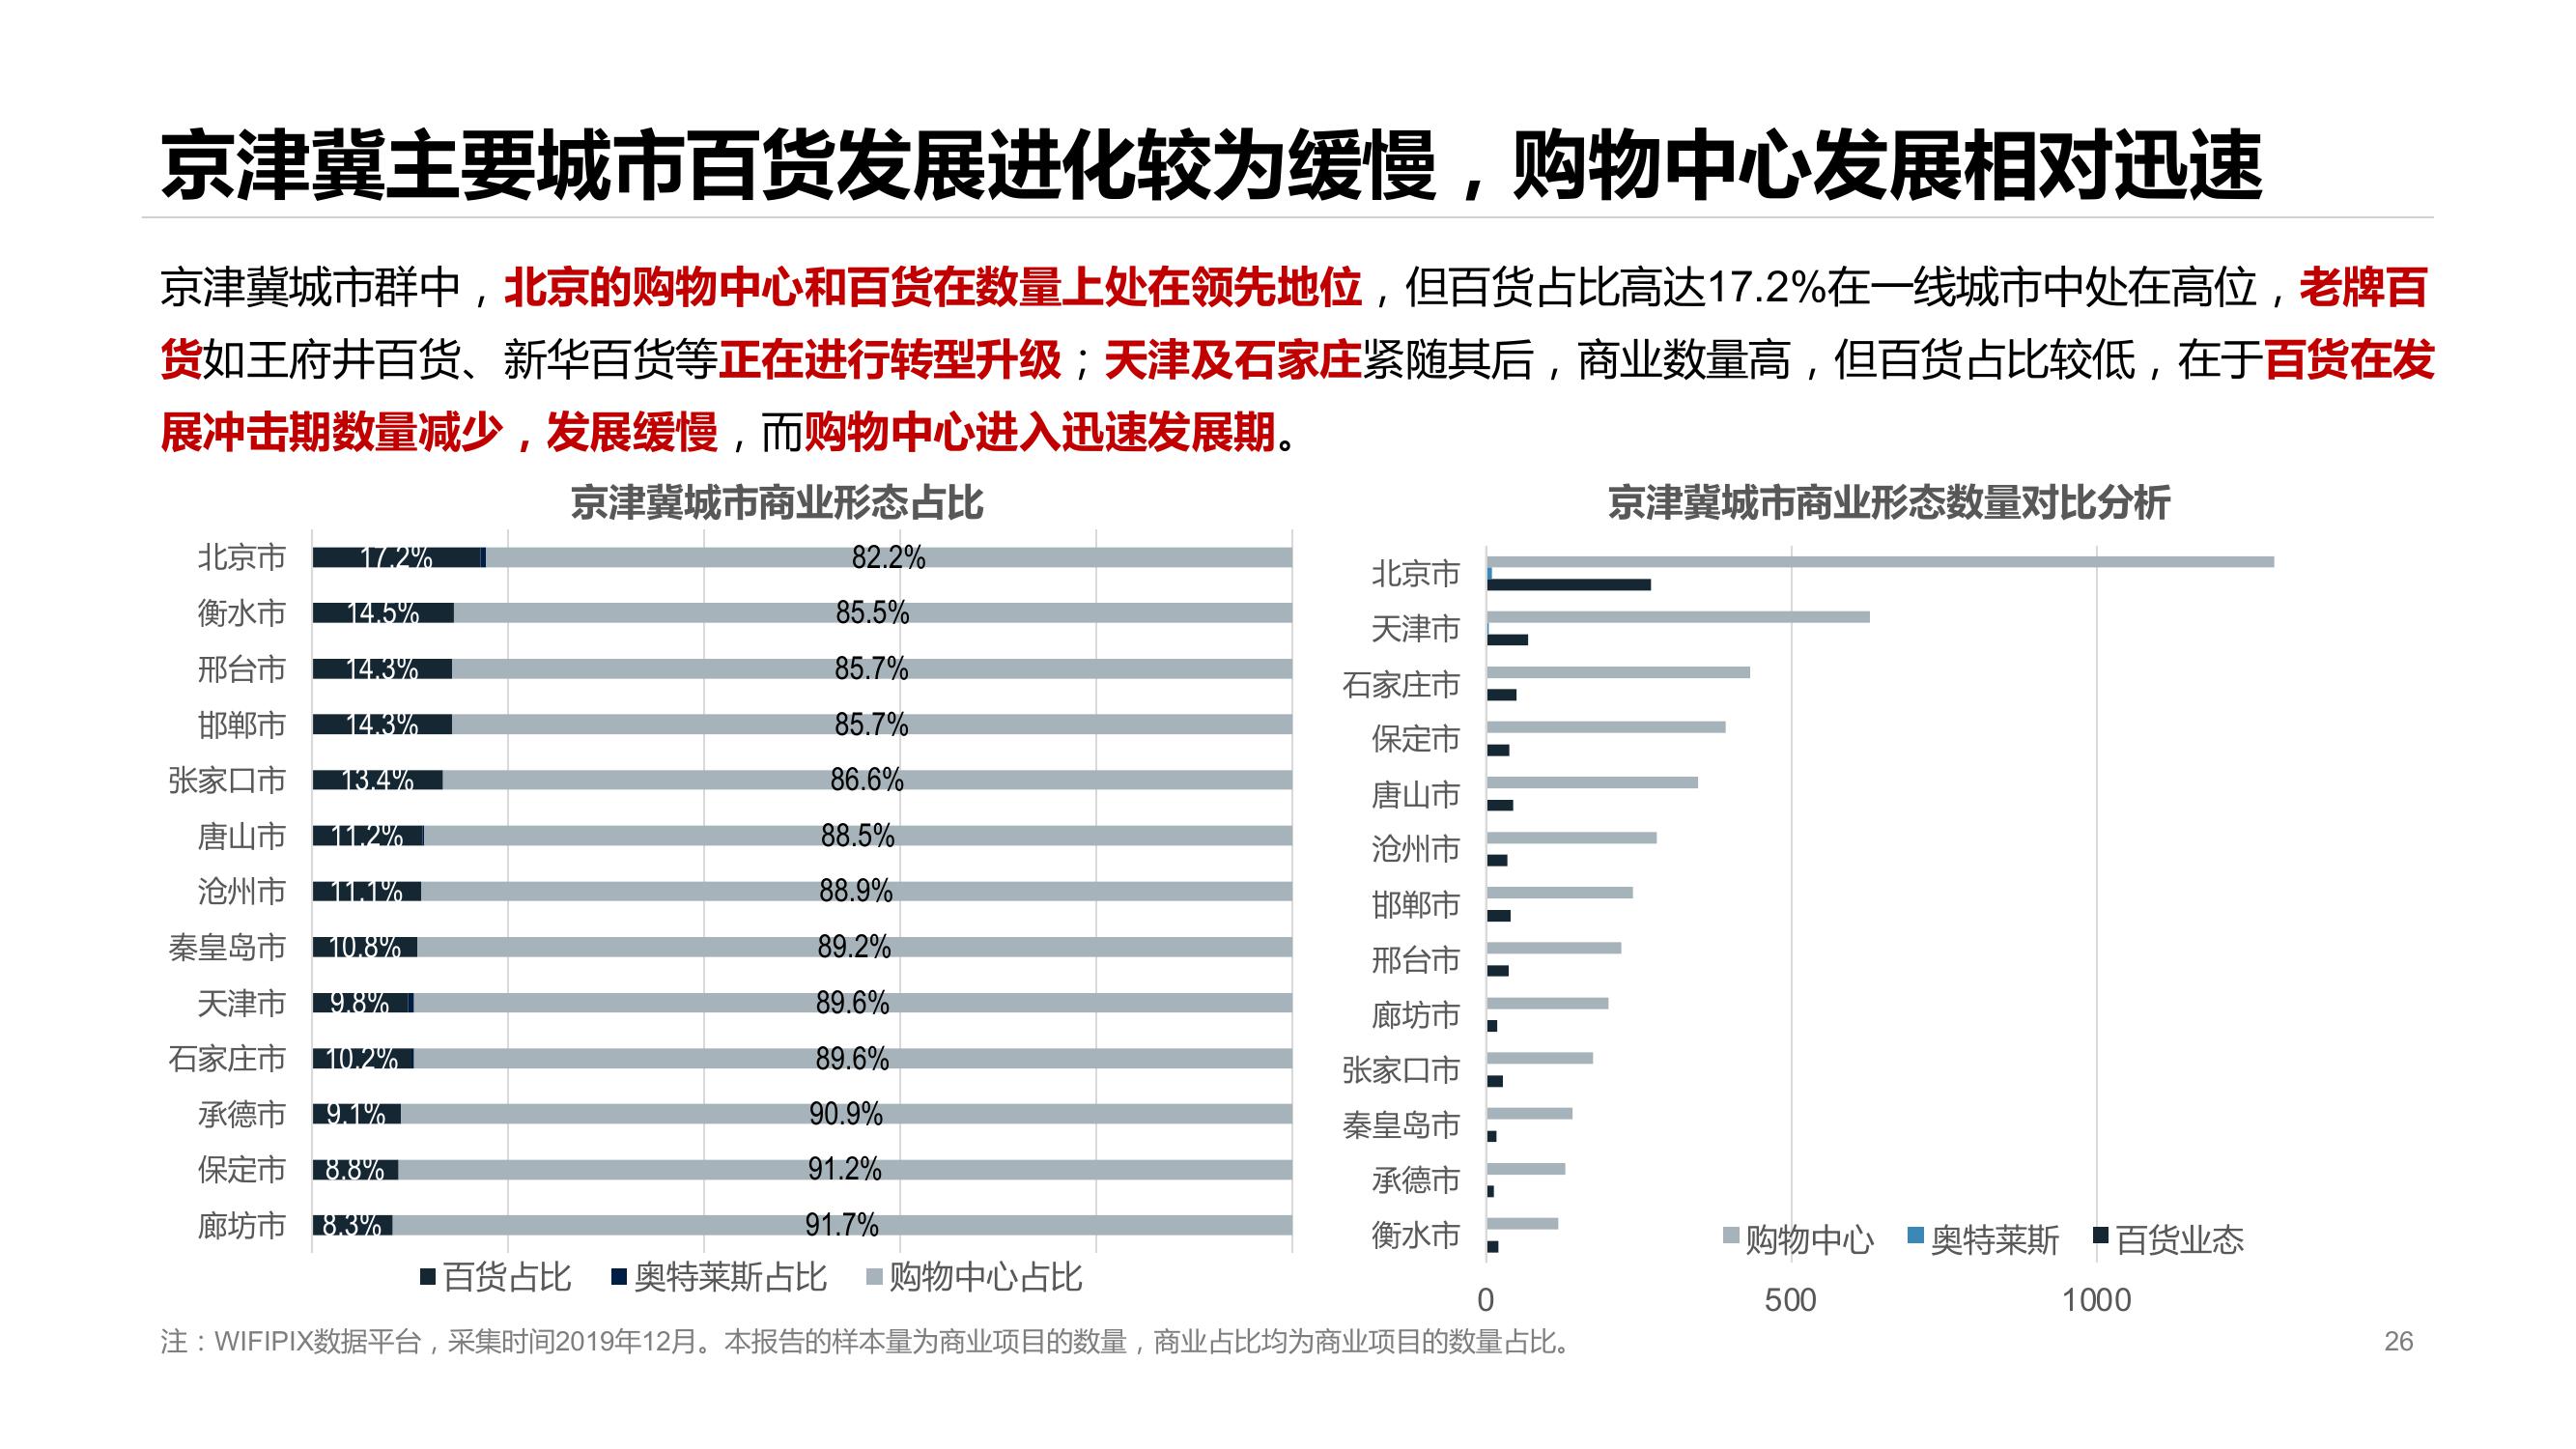 京津冀主要城市百货发展进化较为缓慢，购物中心发展相对迅速
京津冀城市群中，北京的购物中心和百货在数量上处在领先地位，但百货占比高达17.2%在一线城市中处在高位，老牌百
货如王府井百货、新华百货等正在进行转型升级；天津及石家庄紧随其后，商业数量高，但百货占比较低，在于百货在发
展冲击期数量减少，发展缓慢，而购物中心进入迅速发展期。
京津冀城市商业形态占比
北京市 17.2% 82.2%
衡水市 14.5% 85.5%
邢台市 14.3% 85.7%
邯郸市 14.3% 85.7%
张家口市 13.4% 86.6%
唐山市 11.2% 88.5%
沧州市 11.1% 88.9%
秦皇岛市 10.8% 89.2%
天津市 9.8% 89.6%
石家庄市 10.2% 89.6%
承德市 9.1% 90.9%
保定市 8.8% 91.2%
廊坊市 8.3% 91.7%
百货占比 奥特莱斯占比 购物中心占比
京津冀城市商业形态数量对比分析
北京市
天津市
石家庄市
保定市
唐山市
沧州市
邯郸市
邢台市
廊坊市
张家口市
秦皇岛市
承德市
衡水市
购物中心 奥特莱斯 百货业态
0 500 1000
注：WIFIPIX数据平台，采集时间2019年12月。本报告的样本量为商业项目的数量，商业占比均为商业项目的数量占比。
26